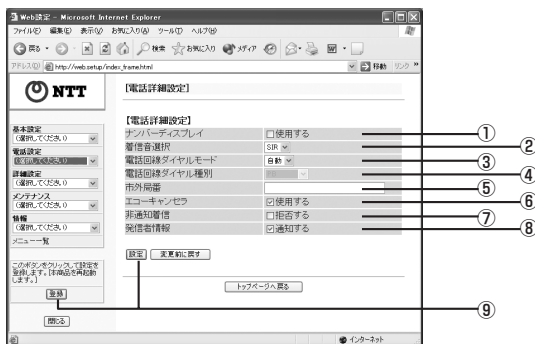 Web設定 - Microsoft Internet Explorer
ファイル(F) 編集(E) 表示(V) お気に入り(A) ツール(T) ヘルプ(H)
戻る 検索 お気に入り メディア
アドレス(D) http://web.setup/index_frame.html 移動 リンク »
NTT
基本設定
(選択してください)
電話設定
(選択してください)
詳細設定
(選択してください)
メンテナンス
(選択してください)
情報
(選択してください)
メニュー一覧
このボタンをクリックして設定を登録します。[本商品を再起動します。]
登録
閉じる
[電話詳細設定]
【電話詳細設定】
ナンバーディスプレイ 使用する ①
着信音選択 SIR ②
電話回線ダイヤルモード 自動 ③
電話回線ダイヤル種別 ④
市外局番 ⑤
エコーキャンセラ 使用する ⑥
非通知着信 拒否する ⑦
発信者情報 通知する ⑧
設定 変更前に戻す
トップページへ戻る
⑨
インターネット